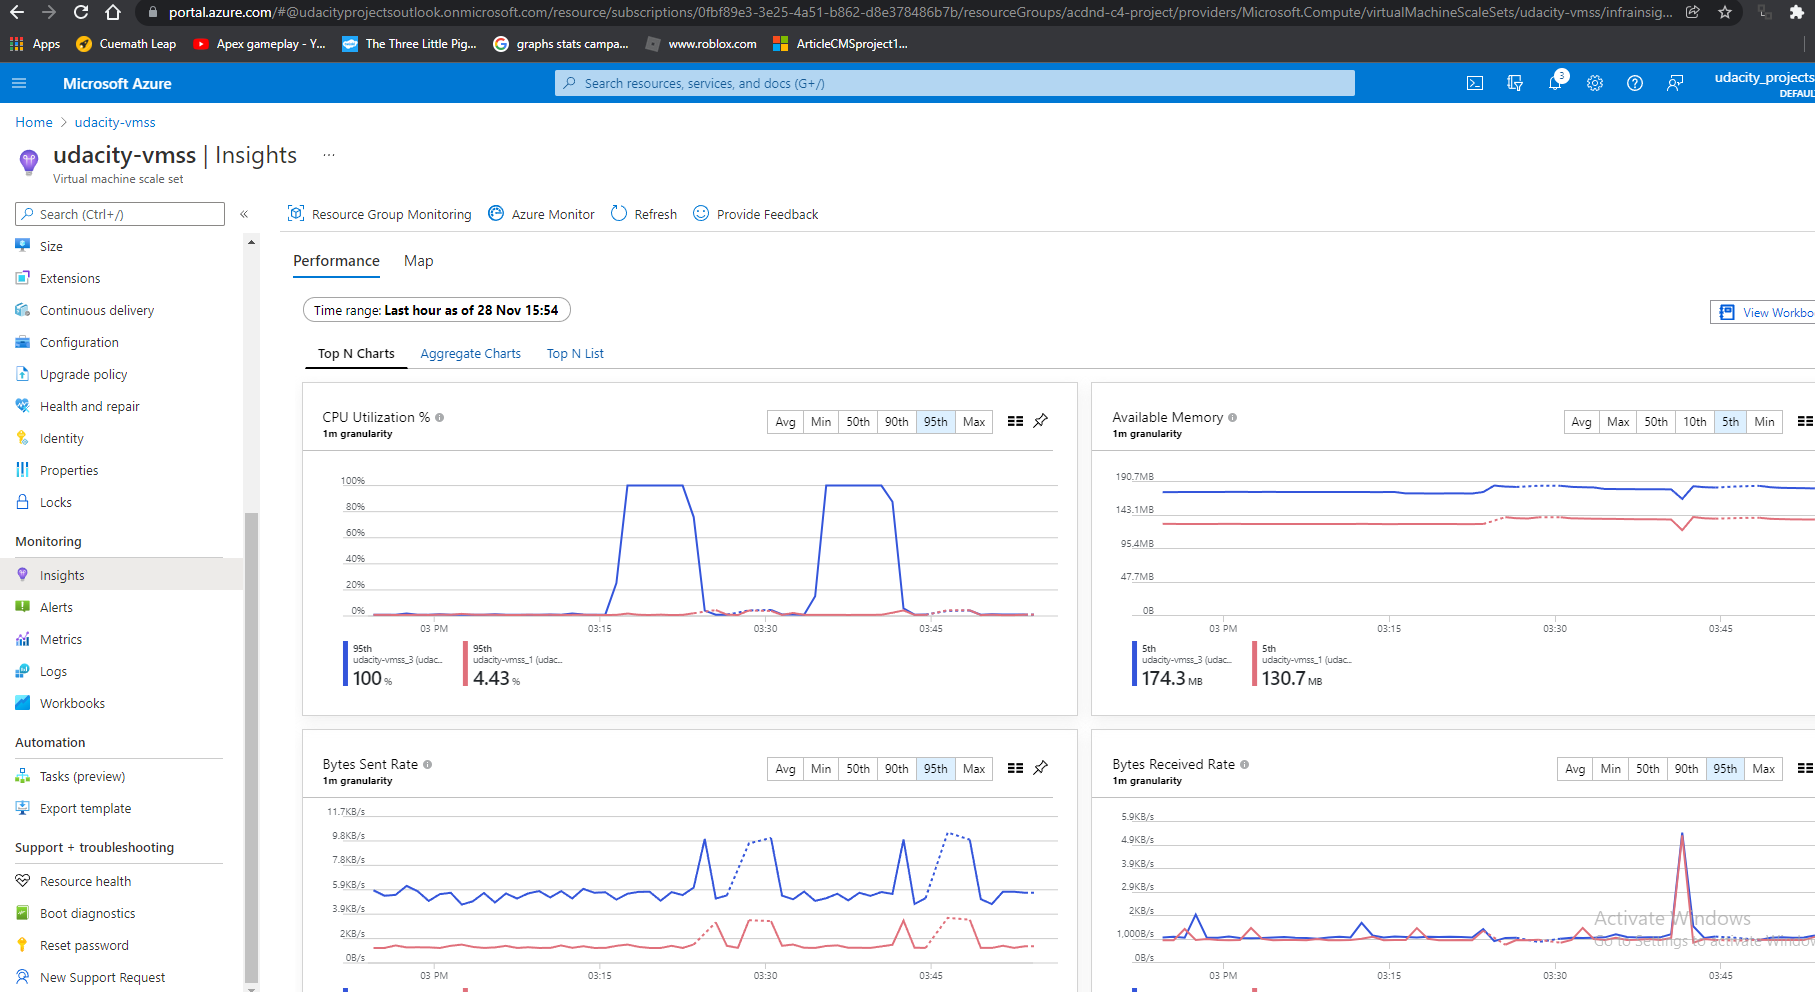 portal.azure.com/#@udacityprojectsoutlook.onmicrosoft.com/resource/subscriptions/0fbf89e3-3e25-4a51-b862-d8e378486b7b/resourceGroups/acdnd-c4-project/providers/Microsoft.Compute/virtualMachineScaleSets/udacity-vmss/infrainsig...
Apps Cuemath Leap Apex gameplay - Y... The Three Little Pig... graphs stats campa... www.roblox.com ArticleCMSproject1...
Microsoft Azure Search resources, services, and docs (G+/) 3 udacity_projects
DEFAUL
Home > udacity-vmss
udacity-vmss | Insights ...
Virtual machine scale set
Search (Ctrl+/) «
Size
Extensions
Continuous delivery
Configuration
Upgrade policy
Health and repair
Identity
Properties
Locks
Monitoring
Insights
Alerts
Metrics
Logs
Workbooks
Automation
Tasks (preview)
Export template
Support + troubleshooting
Resource health
Boot diagnostics
Reset password
New Support Request
Resource Group Monitoring Azure Monitor Refresh Provide Feedback
Performance Map
Time range: Last hour as of 28 Nov 15:54
View Workbo
Top N Charts Aggregate Charts Top N List
CPU Utilization %
1m granularity
Avg Min 50th 90th 95th Max
100%
80%
60%
40%
20%
0%
03 PM 03:15 03:30 03:45
95th
udacity-vmss_3 (udac...
100 %
95th
udacity-vmss_1 (udac...
4.43 %
Available Memory
1m granularity
Avg Max 50th 10th 5th Min
190.7MB
143.1MB
95.4MB
47.7MB
0B
03 PM 03:15 03:30 03:45
5th
udacity-vmss_3 (udac...
174.3 MB
5th
udacity-vmss_1 (udac...
130.7 MB
Bytes Sent Rate
1m granularity
Avg Min 50th 90th 95th Max
11.7KB/s
9.8KB/s
7.8KB/s
5.9KB/s
3.9KB/s
2KB/s
0B/s
03 PM 03:15 03:30 03:45
Bytes Received Rate
1m granularity
Avg Min 50th 90th 95th Max
5.9KB/s
4.9KB/s
3.9KB/s
2.9KB/s
2KB/s
1,000B/s
0B/s
03 PM 03:15 03:30 03:45
Activate Windows
Go to Settings to activate Window